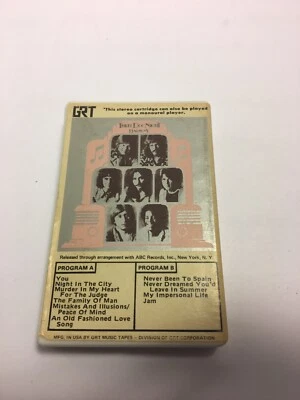 GRT
"This stereo cartridge can also be played
on a monaural player.
THREE DOG NIGHT
HARMONY
Released through arrangement with ABC Records, Inc., New York, N. Y.
PROGRAM A
You
Night In The City
Murder In My Heart
For The Judge
The Family Of Man
Mistakes And Illusions/
Peace Of Mind
An Old Fashioned Love
Song
PROGRAM B
Never Been To Spain
Never Dreamed You'd
Leave In Summer
My Impersonal Life
Jam
MFG. IN USA BY GRT MUSIC TAPES - DIVISION OF GRT CORPORATION